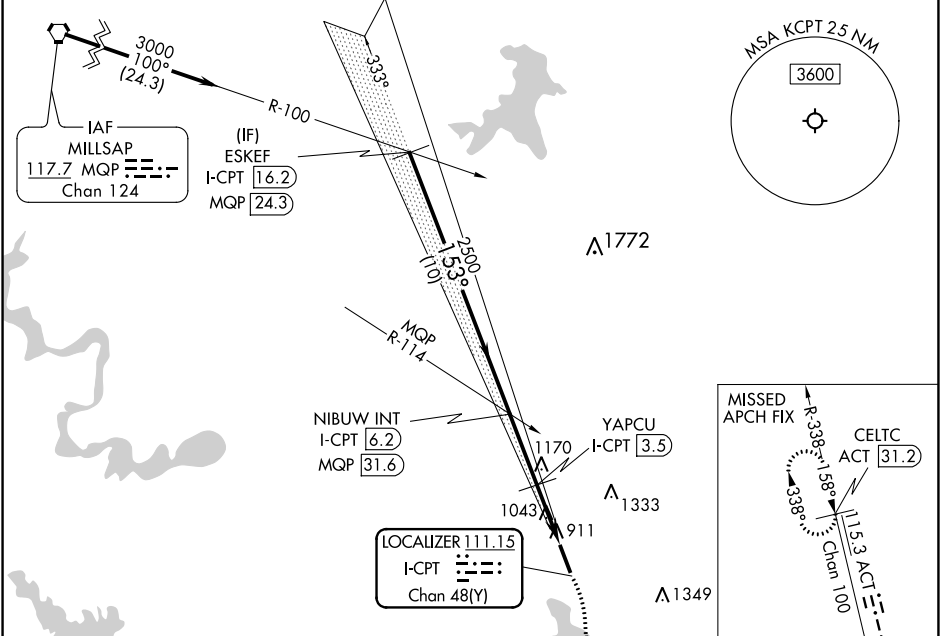 3000
100°
(24.3)
R-100
IAF
MILLSAP
117.7 MQP
Chan 124
(IF)
ESKEF
I-CPT 16.2
MQP 24.3
333°
2500
153°
(10)
MSA KCPT 25 NM
3600
1772
MQP
R-114
NIBUW INT
I-CPT 6.2
MQP 31.6
YAPCU
I-CPT 3.5
1170
1333
1043
911
LOCALIZER 111.15
I-CPT
Chan 48(Y)
1349
MISSED
APCH FIX
R-338
158°
338°
CELTC
ACT 31.2
115.3 ACT
Chan 100